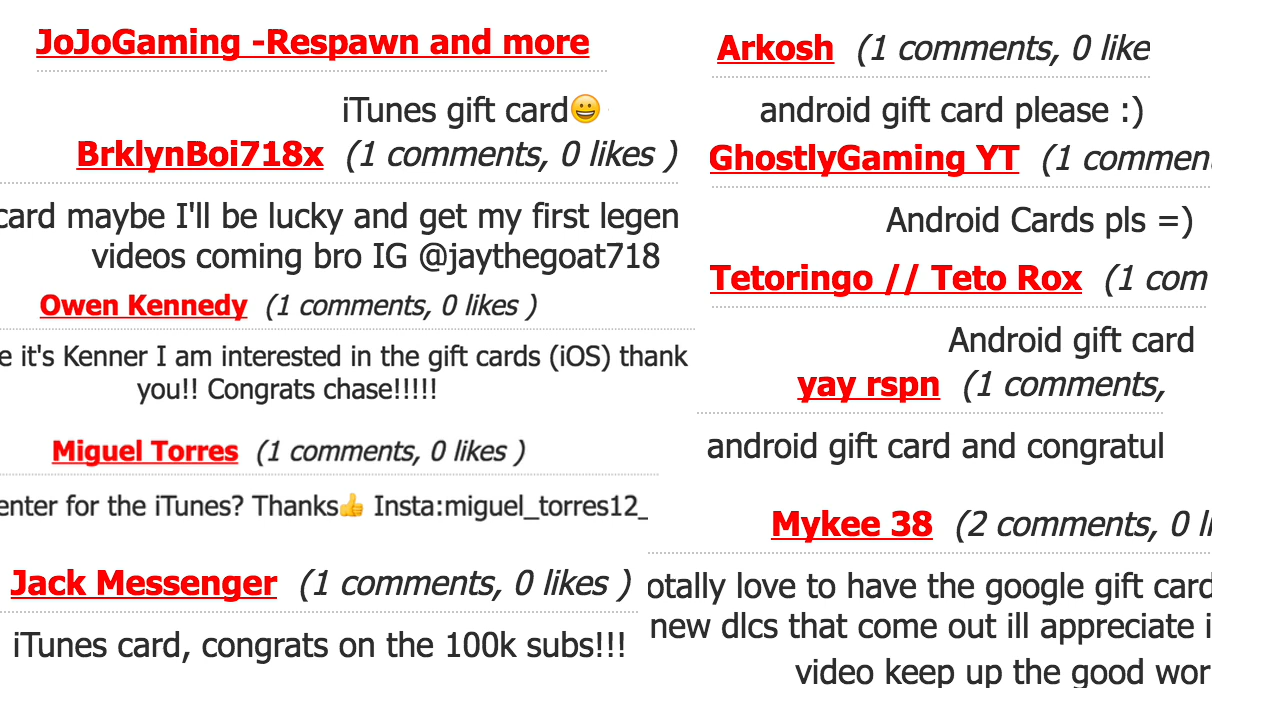 JoJoGaming -Respawn and more
iTunes gift card😀
BrklynBoi718x (1 comments, 0 likes )
card maybe I'll be lucky and get my first legen
videos coming bro IG @jaythegoat718
Owen Kennedy (1 comments, 0 likes )
e it's Kenner I am interested in the gift cards (iOS) thank
you!! Congrats chase!!!!!
Miguel Torres (1 comments, 0 likes )
enter for the iTunes? Thanks👍 Insta:miguel_torres12_
Jack Messenger (1 comments, 0 likes )
iTunes card, congrats on the 100k subs!!!
Arkosh (1 comments, 0 like
android gift card please :)
GhostlyGaming YT (1 commen
Android Cards pls =)
Tetoringo // Teto Rox (1 com
Android gift card
yay rspn (1 comments,
android gift card and congratul
Mykee 38 (2 comments, 0 li
otally love to have the google gift card
new dlcs that come out ill appreciate i
video keep up the good wor